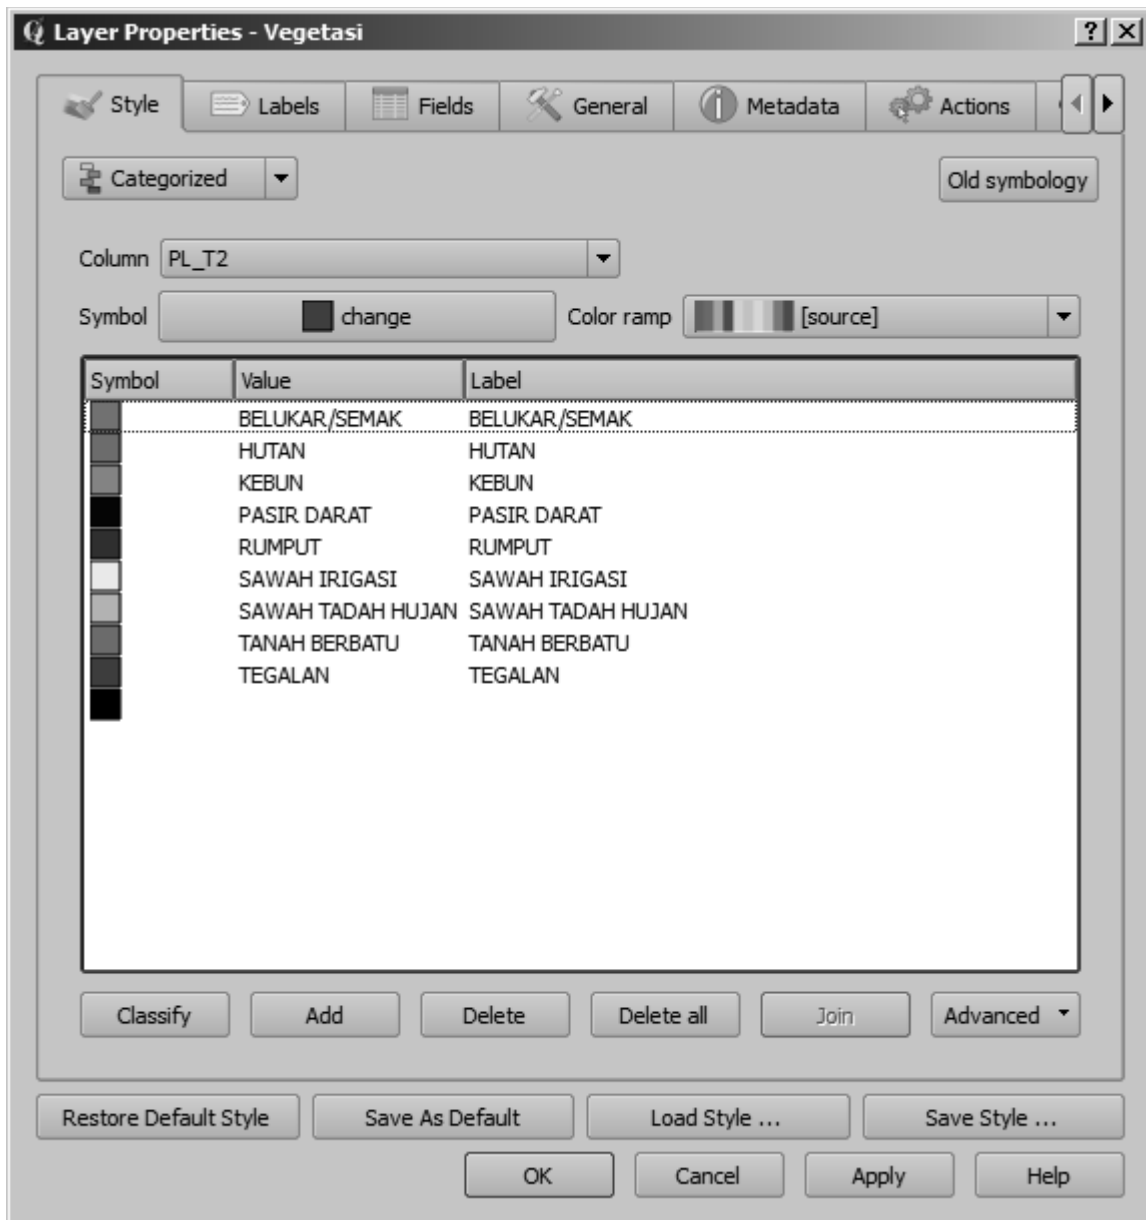 Layer Properties - Vegetasi
Style Labels Fields General Metadata Actions
Categorized Old symbology
Column PL_T2
Symbol change Color ramp [source]
Symbol Value Label
BELUKAR/SEMAK BELUKAR/SEMAK
HUTAN HUTAN
KEBUN KEBUN
PASIR DARAT PASIR DARAT
RUMPUT RUMPUT
SAWAH IRIGASI SAWAH IRIGASI
SAWAH TADAH HUJAN SAWAH TADAH HUJAN
TANAH BERBATU TANAH BERBATU
TEGALAN TEGALAN
Classify Add Delete Delete all Join Advanced
Restore Default Style Save As Default Load Style ... Save Style ...
OK Cancel Apply Help